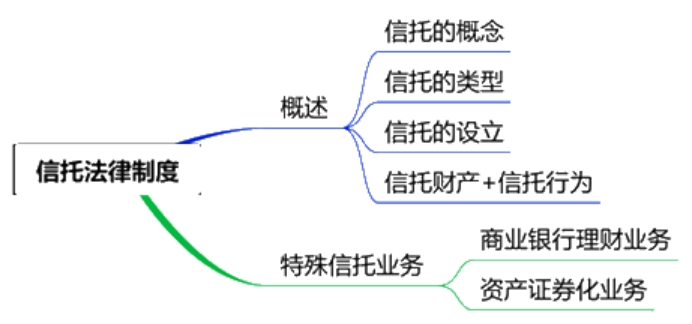 信托法律制度
概述
信托的概念
信托的类型
信托的设立
信托财产+信托行为
特殊信托业务
商业银行理财业务
资产证券化业务